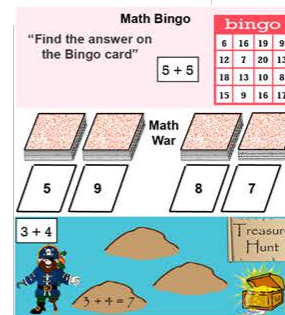 Math Bingo
"Find the answer on
the Bingo card"
5 + 5
bingo
6 16 19 9
12 7 20 13
18 13 10 8
15 9 16 17
Math
War
5 9 8 7
3 + 4
Treasure
Hunt
3 + 4 = 7